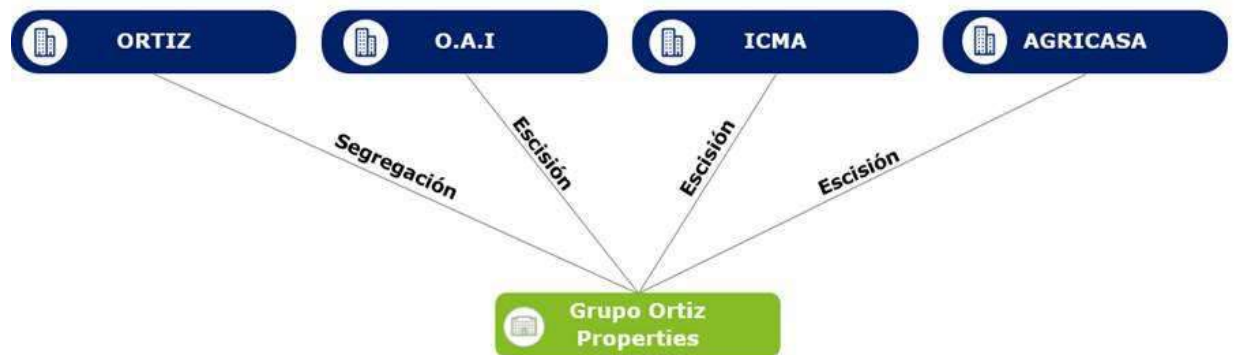 ORTIZ
O.A.I
ICMA
AGRICASA
Segregación
Escisión
Escisión
Escisión
Grupo Ortiz
Properties